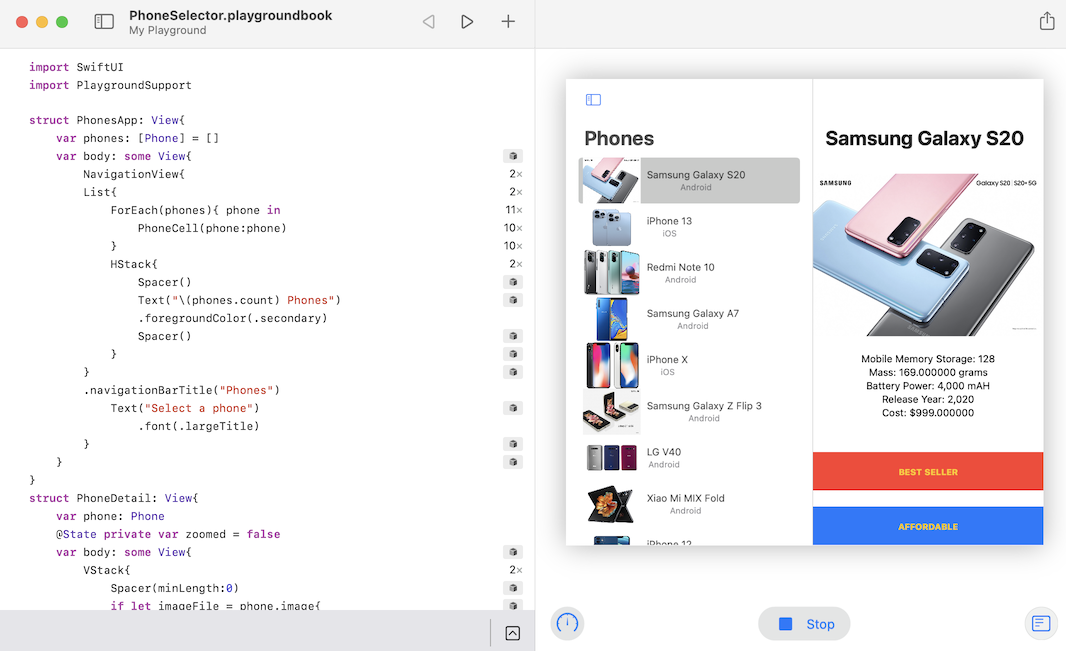 PhoneSelector.playgroundbook
My Playground
import SwiftUI
import PlaygroundSupport
struct PhonesApp: View{
var phones: [Phone] = []
var body: some View{
NavigationView{
2×
List{
2×
ForEach(phones){ phone in
11×
PhoneCell(phone:phone)
10×
}
10×
HStack{
2×
Spacer()
Text("\(phones.count) Phones")
.foregroundColor(.secondary)
Spacer()
}
}
.navigationBarTitle("Phones")
Text("Select a phone")
.font(.largeTitle)
}
}
}
struct PhoneDetail: View{
var phone: Phone
@State private var zoomed = false
var body: some View{
VStack{
2×
Spacer(minLength:0)
if let imageFile = phone.image{
Phones
Samsung Galaxy S20
Android
iPhone 13
iOS
Redmi Note 10
Android
Samsung Galaxy A7
Android
iPhone X
iOS
Samsung Galaxy Z Flip 3
Android
LG V40
Android
Xiao Mi MIX Fold
Android
iPhone 12
Samsung Galaxy S20
SAMSUNG
Galaxy S20 | S20+ 5G
Mobile Memory Storage: 128
Mass: 169.000000 grams
Battery Power: 4,000 mAH
Release Year: 2,020
Cost: $999.000000
BEST SELLER
AFFORDABLE
Stop